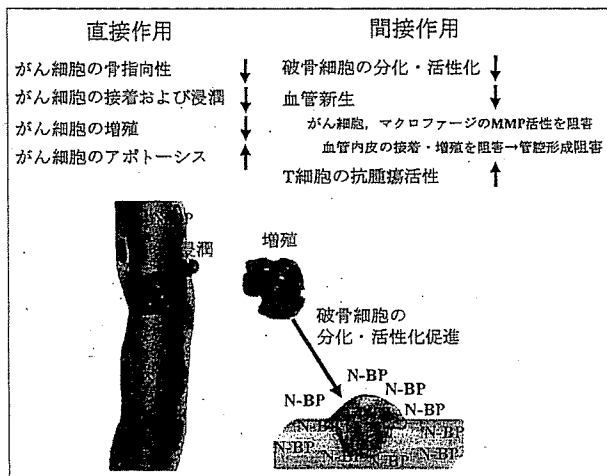 直接作用
がん細胞の骨指向性 ↓
がん細胞の接着および浸潤 ↓
がん細胞の増殖 ↓
がん細胞のアポトーシス ↑
間接作用
破骨細胞の分化・活性化 ↓
血管新生 ↓
がん細胞，マクロファージのMMP活性を阻害
血管内皮の接着・増殖を阻害→管腔形成阻害
T細胞の抗腫瘍活性 ↑
浸潤
増殖
破骨細胞の
分化・活性化促進
N-BP
N-BP
N-BP
N-BP
N-BP
N-BP
N-BP
N-BP
N-BP